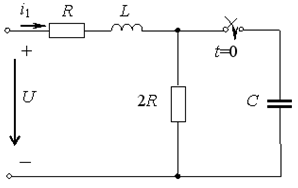 i₁ R L
+
t=0
U 2R C
−